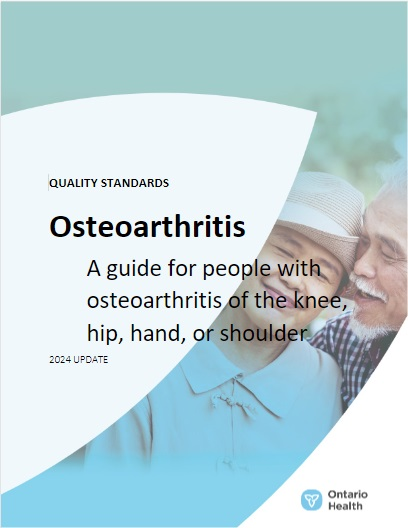 QUALITY STANDARDS
Osteoarthritis
A guide for people with
osteoarthritis of the knee,
hip, hand, or shoulder
2024 UPDATE
Ontario
Health